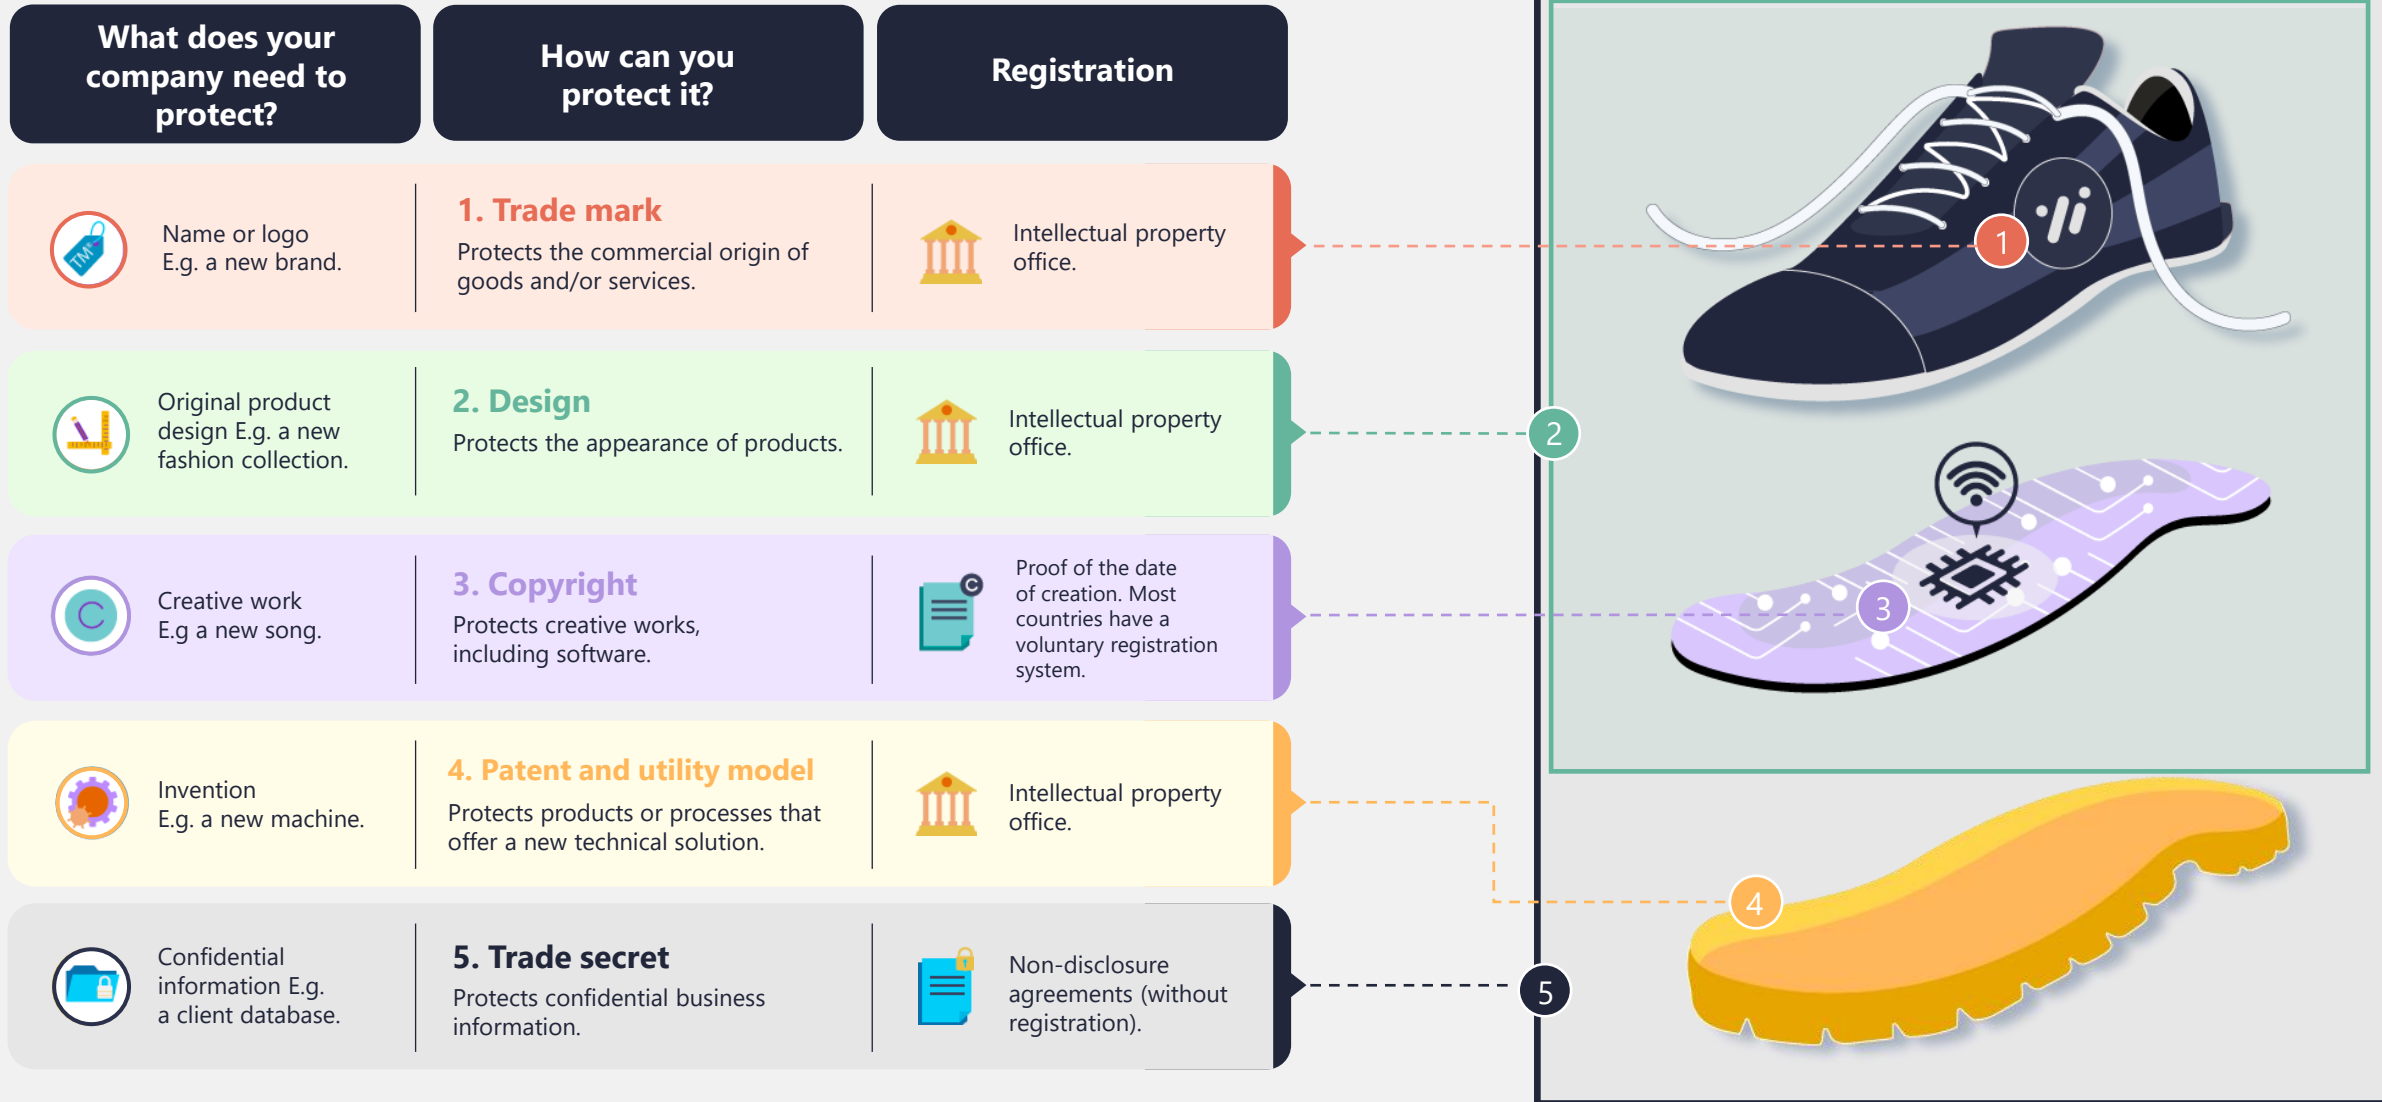 What does your
company need to
protect?
How can you
protect it?
Registration
Name or logo
E.g. a new brand.
1. Trade mark
Protects the commercial origin of
goods and/or services.
Intellectual property
office.
1
Original product
design E.g. a new
fashion collection.
2. Design
Protects the appearance of products.
Intellectual property
office.
2
Creative work
E.g a new song.
3. Copyright
Protects creative works,
including software.
Proof of the date
of creation. Most
countries have a
voluntary registration
system.
3
Invention
E.g. a new machine.
4. Patent and utility model
Protects products or processes that
offer a new technical solution.
Intellectual property
office.
4
Confidential
information E.g.
a client database.
5. Trade secret
Protects confidential business
information.
Non-disclosure
agreements (without
registration).
5
TM
C
C